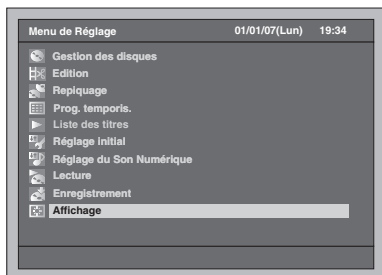 Menu de Réglage 01/01/07(Lun) 19:34
Gestion des disques
Edition
Repiquage
Prog. temporis.
Liste des titres
Réglage initial
Réglage du Son Numérique
Lecture
Enregistrement
Affichage